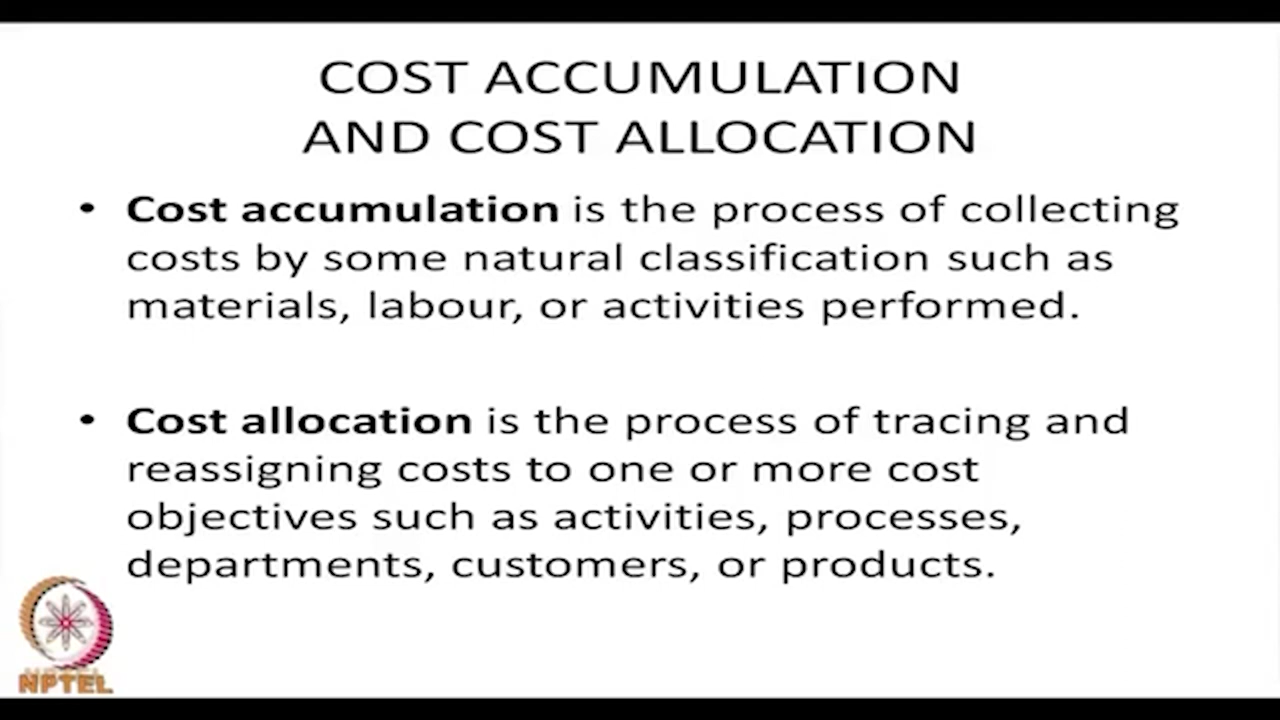 COST ACCUMULATION
AND COST ALLOCATION
• Cost accumulation is the process of collecting
costs by some natural classification such as
materials, labour, or activities performed.
• Cost allocation is the process of tracing and
reassigning costs to one or more cost
objectives such as activities, processes,
departments, customers, or products.
NPTEL